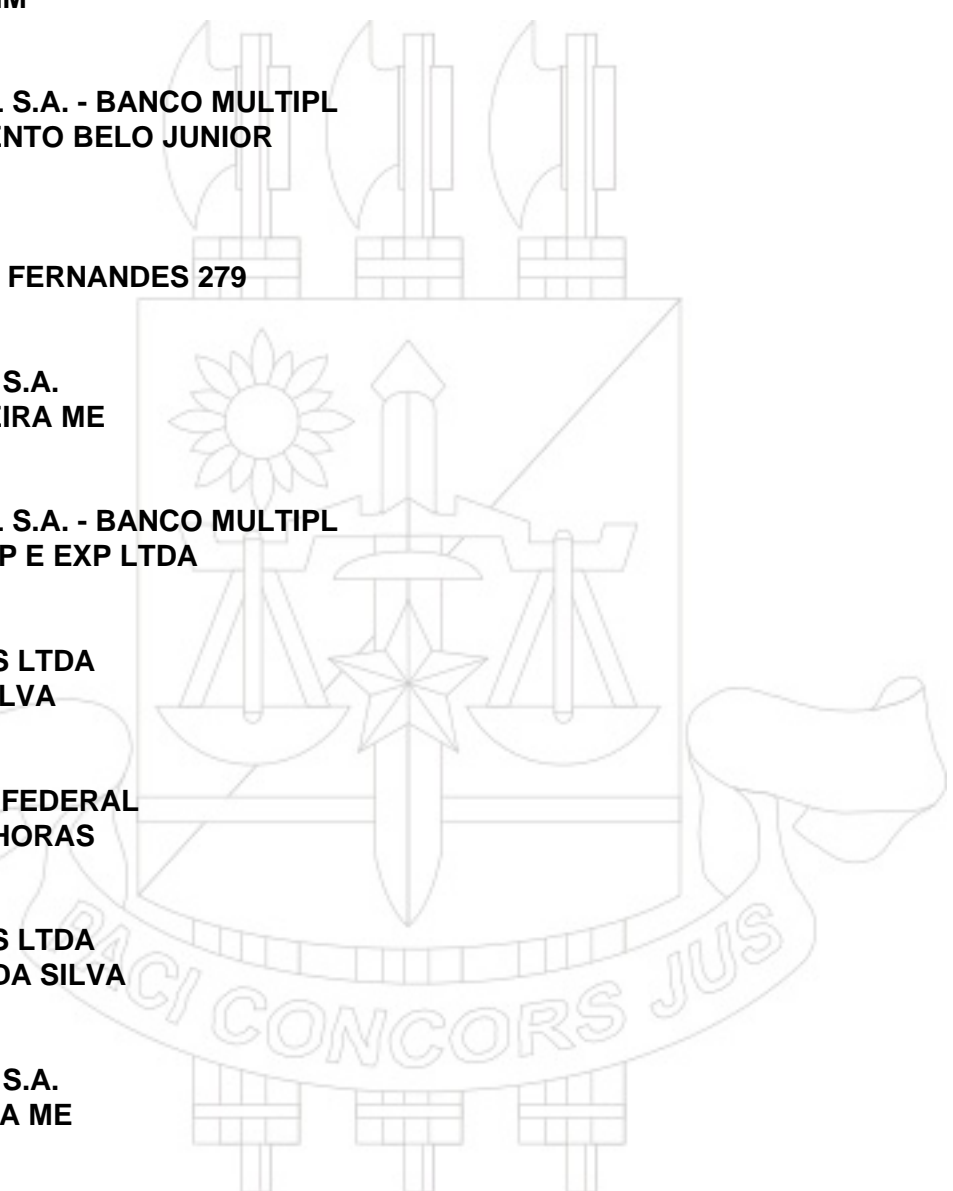 S.A. - BANCO MULTIPL
ENTO BELO JUNIOR
FERNANDES 279
S.A.
EIRA ME
S.A. - BANCO MULTIPL
P E EXP LTDA
S LTDA
LVA
FEDERAL
HORAS
S LTDA
DA SILVA
S.A.
A ME
PACI CONCORS JUS